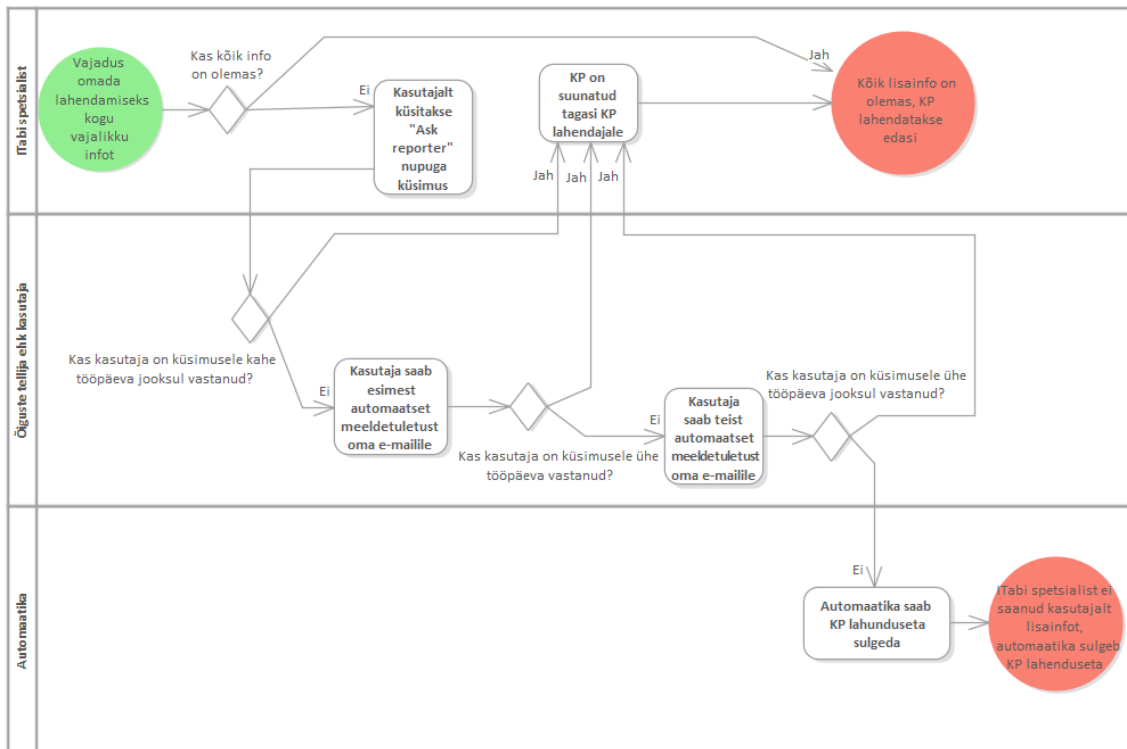 ITabi spetsialist
Vajadus
omada
lahendamiseks
kogu
vajalikku
infot
Kas kõik info
on olemas?
Ei
Kasutajalt
küsitakse
"Ask
reporter"
nupuga
küsimus
KP on
suunatud
tagasi KP
lahendajale
Jah
Kõik lisainfo on
olemas, KP
lahendatakse
edasi
Jah
Jah
Jah
Õiguste tellija ehk kasutaja
Kas kasutaja on küsimusele kahe
tööpäeva jooksul vastanud?
Ei
Kasutaja saab
esimest
automaatset
meeldetuletust
oma e-mailile
Kas kasutaja on küsimusele ühe
tööpäeva vastanud?
Ei
Kasutaja
saab teist
automaatset
meeldetuletust
oma e-mailile
Kas kasutaja on küsimusele ühe
tööpäeva jooksul vastanud?
Automaatika
Ei
Automaatika saab
KP lahunduseta
sulgeda
ITabi spetsialist ei
saanud kasutajalt
lisainfot,
automaatika sulgeb
KP lahenduseta